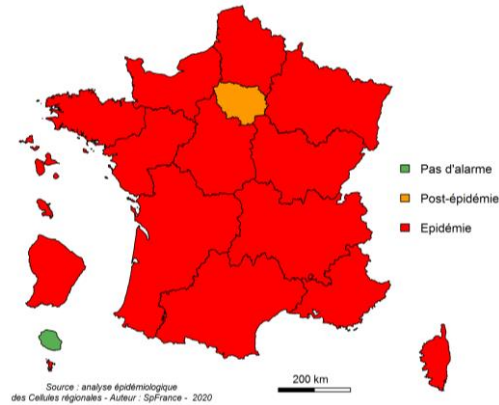 Pas d'alarme
Post-épidémie
Epidémie
200 km
Source : analyse épidémiologique
des Cellules régionales - Auteur : SpFrance - 2020